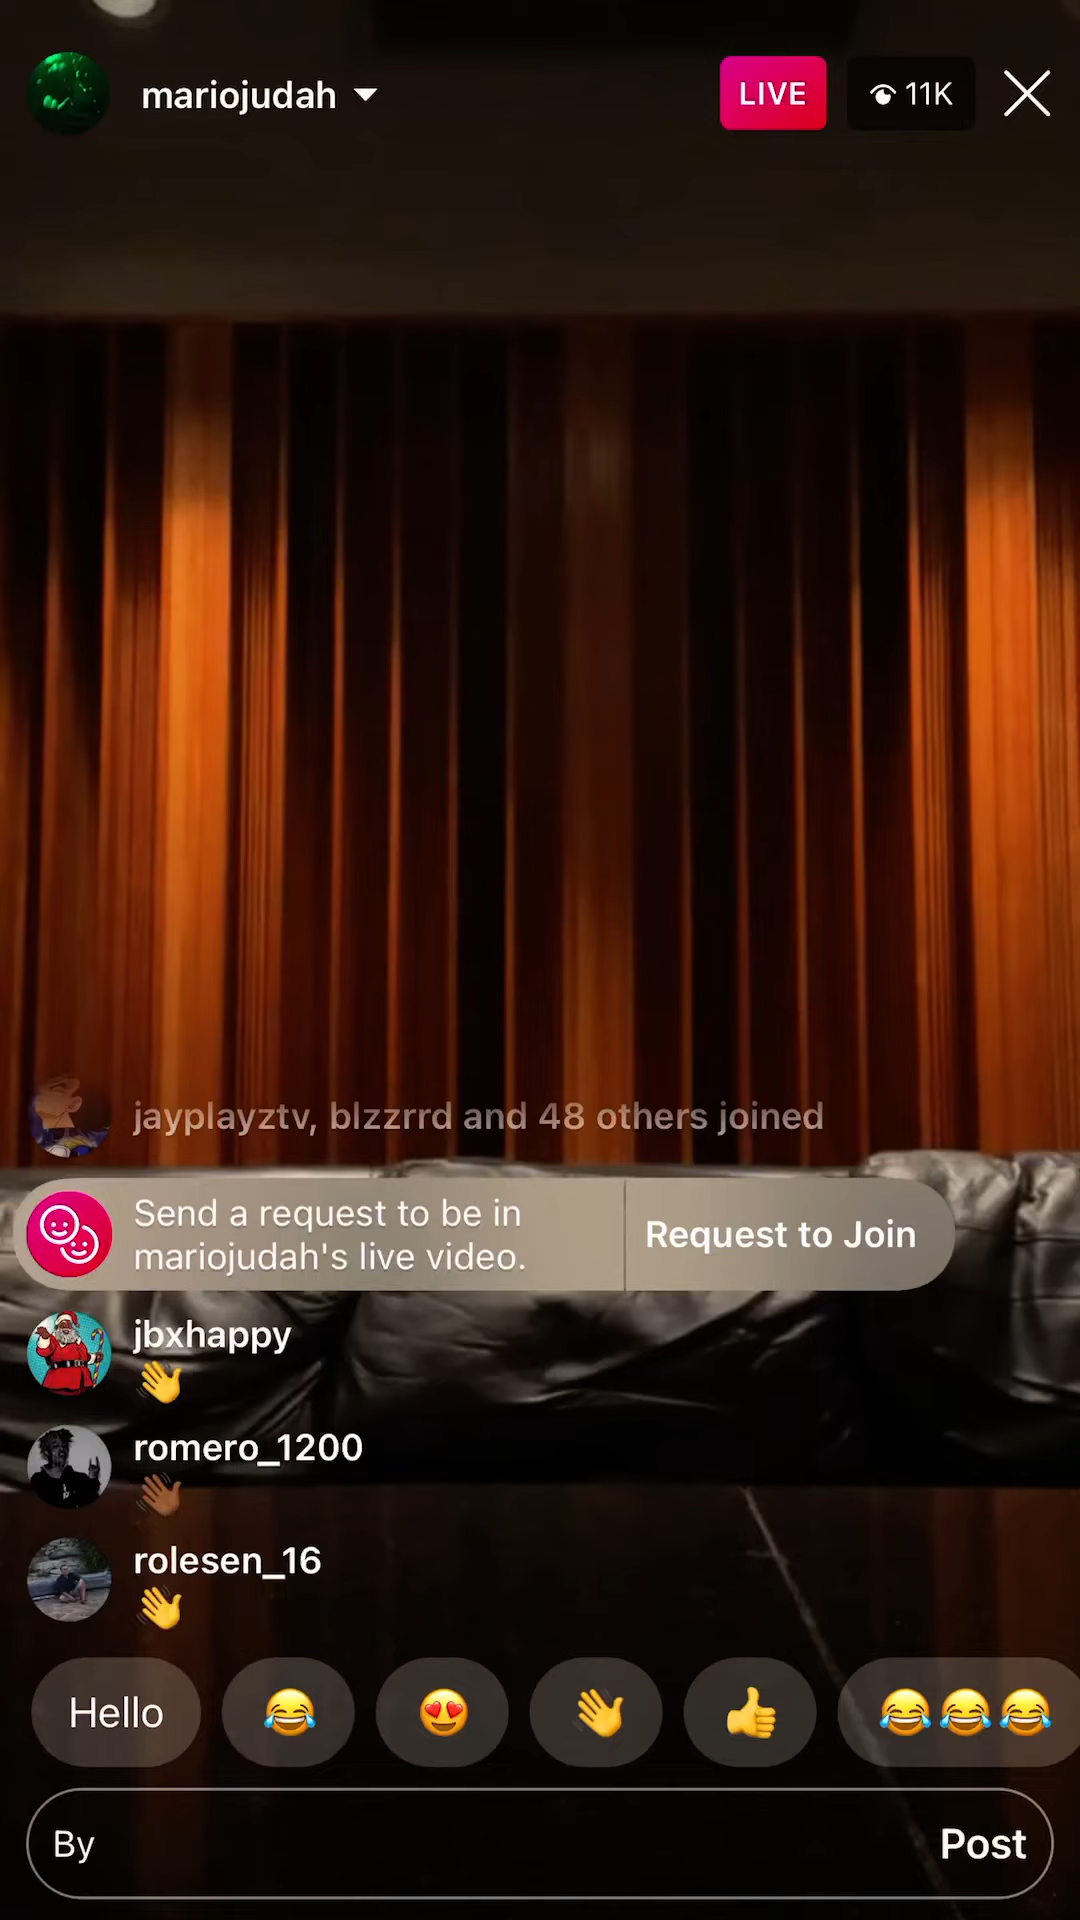 mariojudah
LIVE
11K
jayplayztv, blzzrrd and 48 others joined
Send a request to be in
mariojudah's live video.
Request to Join
jbxhappy
👋
romero_1200
👋🏾
rolesen_16
👋
Hello 😂 😍 👋 👍 😂😂😂
By
Post